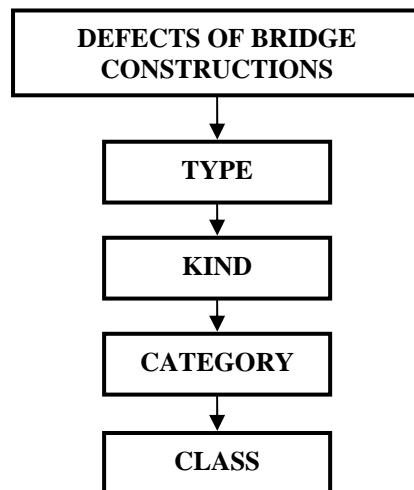 DEFECTS OF BRIDGE
CONSTRUCTIONS
TYPE
KIND
CATEGORY
CLASS